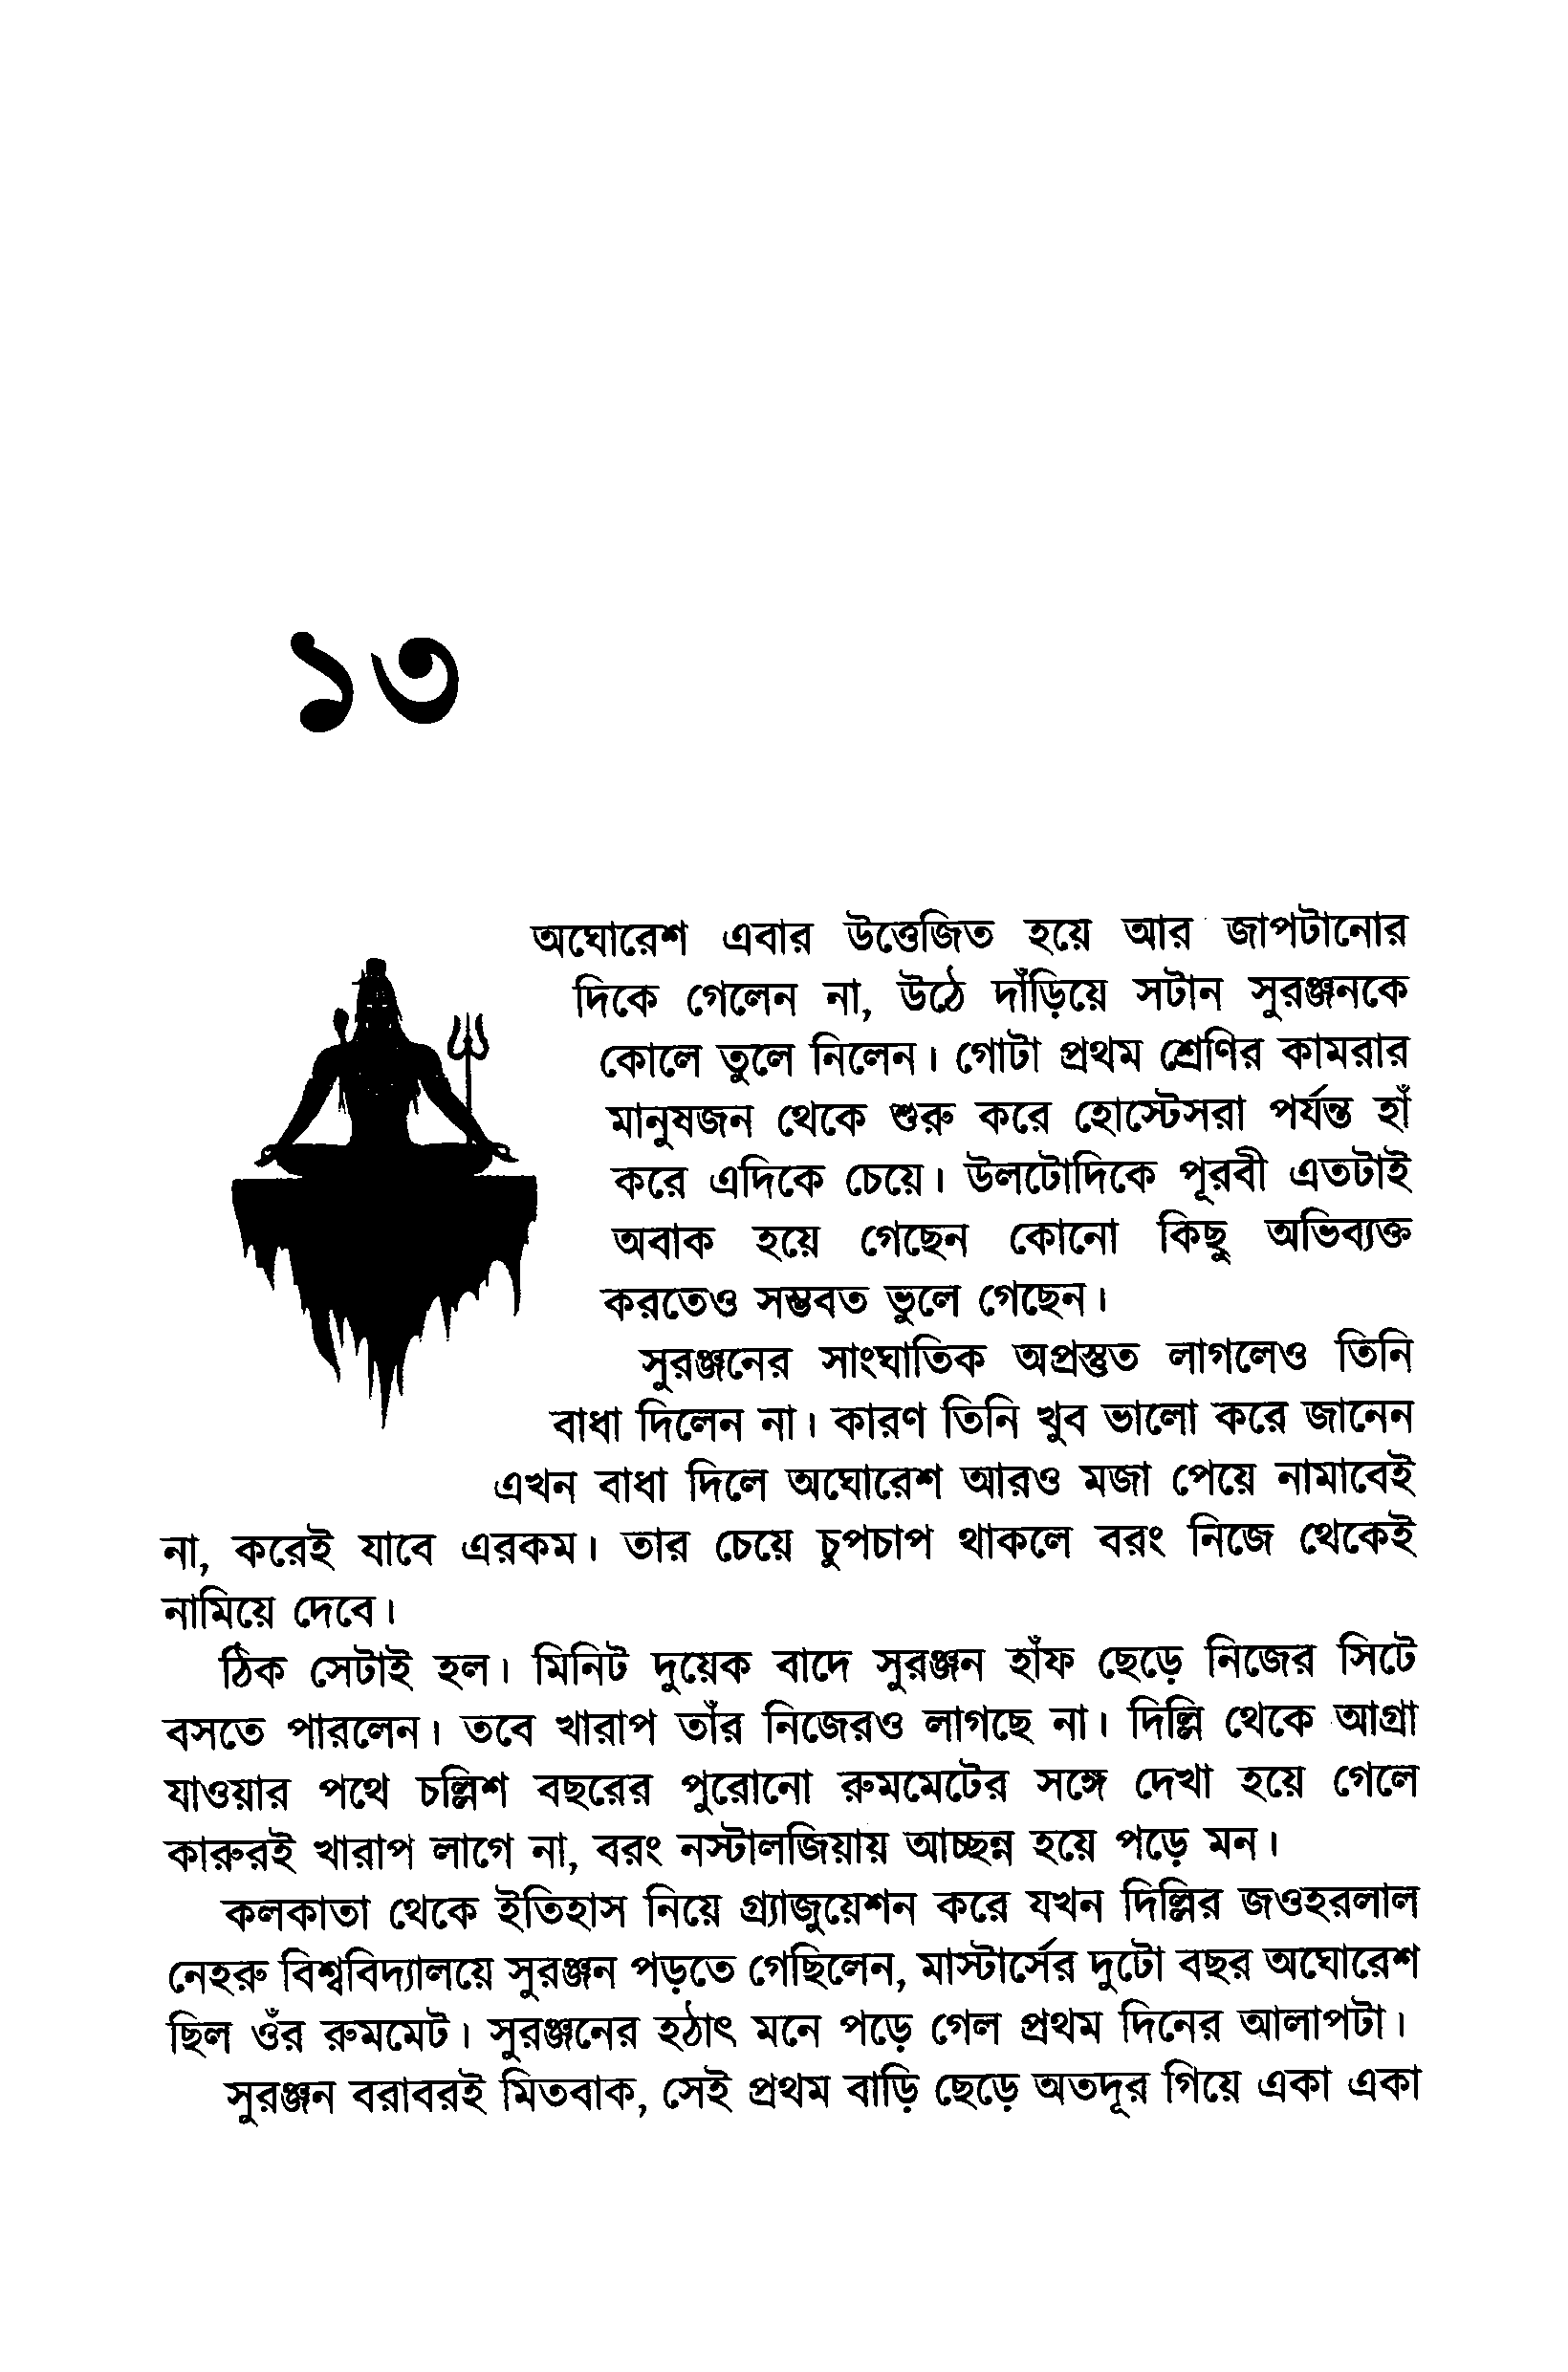 ১৩
অঘোরেশ এবার উত্তেজিত হয়ে আর জাপটানোর
দিকে গেলেন না, উঠে দাঁড়িয়ে সটান সুরঞ্জনকে
কোলে তুলে নিলেন। গোটা প্রথম শ্রেণির কামরার
মানুষজন থেকে শুরু করে হোস্টেসরা পর্যন্ত হাঁ
করে এদিকে চেয়ে। উলটোদিকে পূরবী এতটাই
অবাক হয়ে গেছেন কোনো কিছু অভিব্যক্ত
করতেও সম্ভবত ভুলে গেছেন।
সুরঞ্জনের সাংঘাতিক অপ্রস্তুত লাগলেও তিনি
বাধা দিলেন না। কারণ তিনি খুব ভালো করে জানেন
এখন বাধা দিলে অঘোরেশ আরও মজা পেয়ে নামাবেই
না, করেই যাবে এরকম। তার চেয়ে চুপচাপ থাকলে বরং নিজে থেকেই
নামিয়ে দেবে।
ঠিক সেটাই হল। মিনিট দুয়েক বাদে সুরঞ্জন হাঁফ ছেড়ে নিজের সিটে
বসতে পারলেন। তবে খারাপ তাঁর নিজেরও লাগছে না। দিল্লি থেকে আগ্রা
যাওয়ার পথে চল্লিশ বছরের পুরোনো রুমমেটের সঙ্গে দেখা হয়ে গেলে
কারুরই খারাপ লাগে না, বরং নস্টালজিয়ায় আচ্ছন্ন হয়ে পড়ে মন।
কলকাতা থেকে ইতিহাস নিয়ে গ্র্যাজুয়েশন করে যখন দিল্লির জওহরলাল
নেহরু বিশ্ববিদ্যালয়ে সুরঞ্জন পড়তে গেছিলেন, মাস্টার্সের দুটো বছর অঘোরেশ
ছিল ওঁর রুমমেট। সুরঞ্জনের হঠাৎ মনে পড়ে গেল প্রথম দিনের আলাপটা।
সুরঞ্জন বরাবরই মিতবাক, সেই প্রথম বাড়ি ছেড়ে অতদূর গিয়ে একা একা